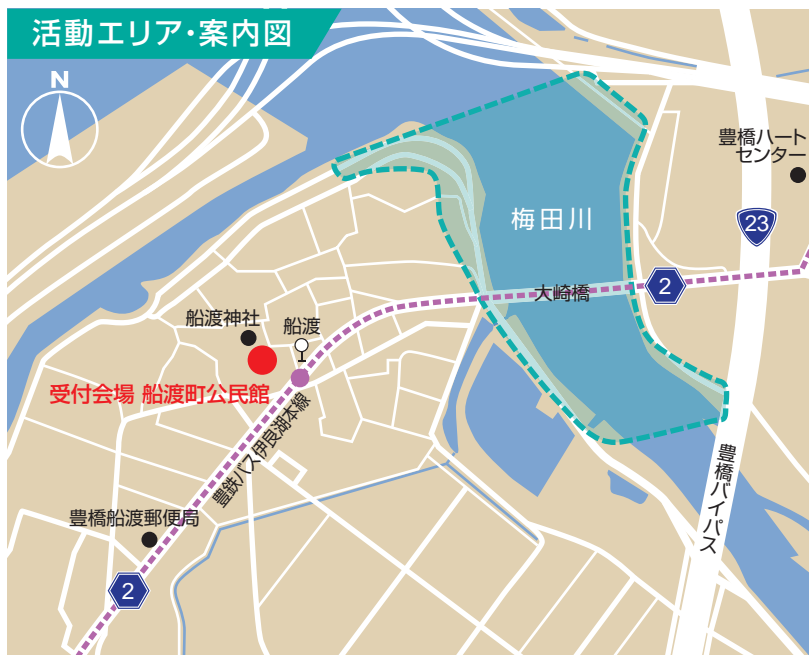 活動エリア・案内図
N
豊橋ハート
センター
梅田川
23
大崎橋
2
船渡神社
船渡
受付会場 船渡町公民館
豊鉄バス伊良湖本線
豊橋バイパス
豊橋船渡郵便局
2